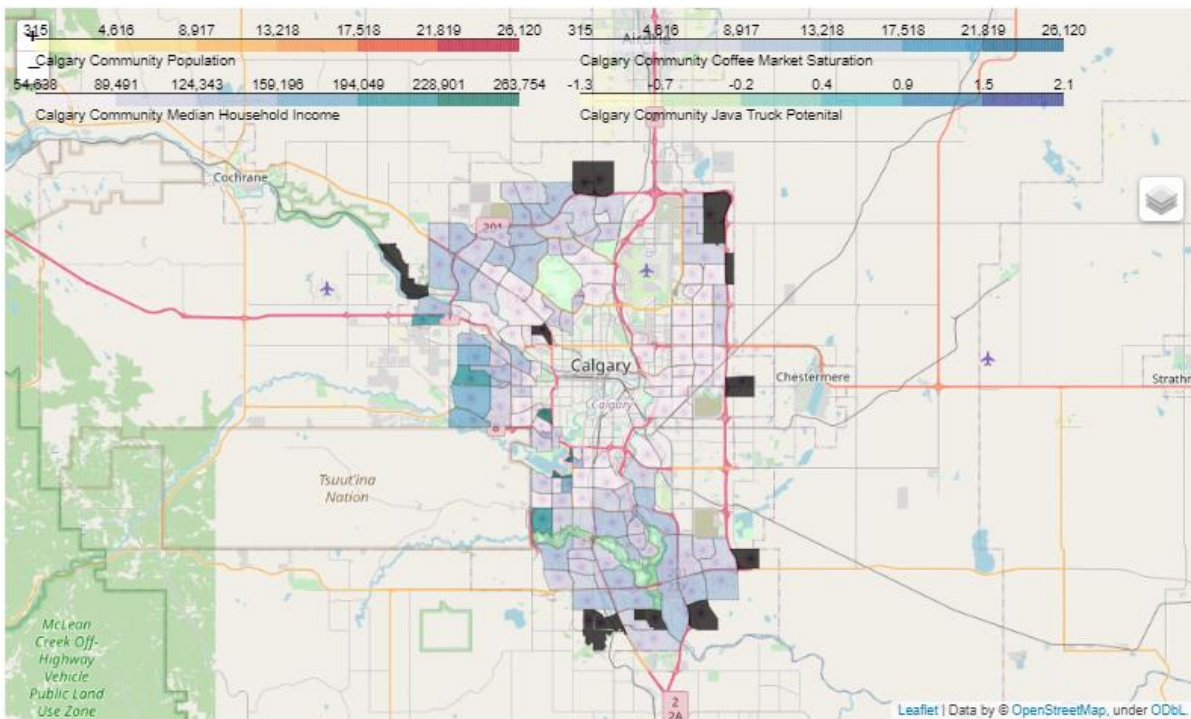 +
315 4,616 8,917 13,218 17,518 21,819 26,120
Calgary Community Population
315 4,616 8,917 13,218 17,518 21,819 26,120
Calgary Community Coffee Market Saturation
−
54,638 89,491 124,343 159,196 194,049 228,901 263,754
Calgary Community Median Household Income
-1.3 -0.7 -0.2 0.4 0.9 1.5 2.1
Calgary Community Java Truck Potenital
Airdrie
Cochrane
201
Calgary
Chestermere
Strathm
Calgary
8
Tsuut'ina
Nation
McLean
Creek Off-
Highway
Vehicle
Public Land
Use Zone
2
2A
Leaflet | Data by © OpenStreetMap, under ODbL.